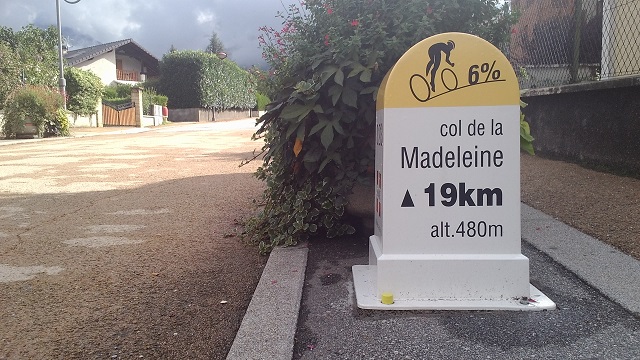 6%
col de la
Madeleine
▲ 19km
alt.480m